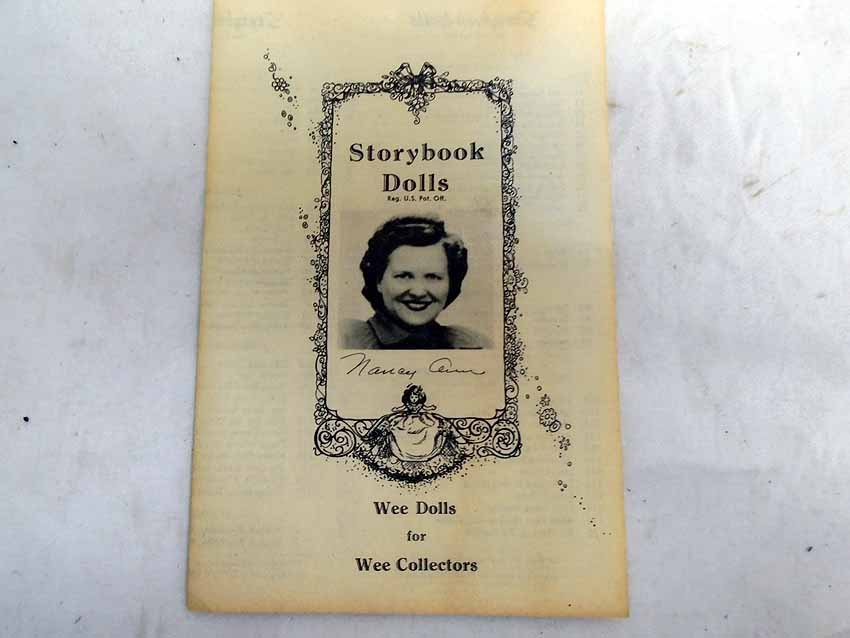 Storybook
Dolls
Reg. U.S. Pat. Off.
Nancy Ann
Wee Dolls
for
Wee Collectors